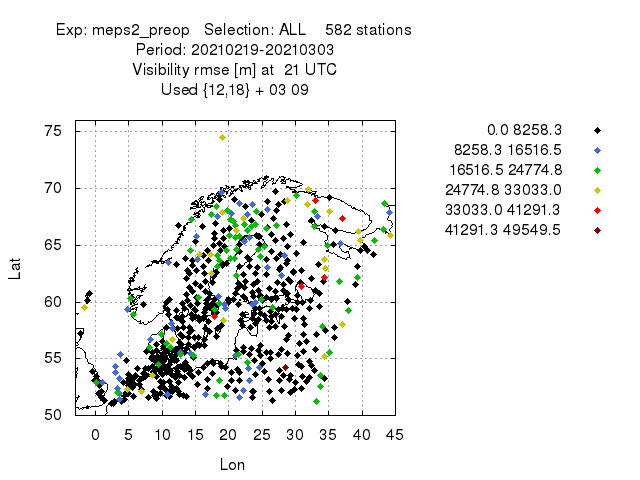 Exp: meps2_preop   Selection: ALL    582 stations
Period: 20210219-20210303
Visibility rmse [m] at  21 UTC
Used {12,18} + 03 09
0.0 8258.3
8258.3 16516.5
16516.5 24774.8
24774.8 33033.0
33033.0 41291.3
41291.3 49549.5
75
70
65
60
55
50
Lat
0 5 10 15 20 25 30 35 40 45
Lon